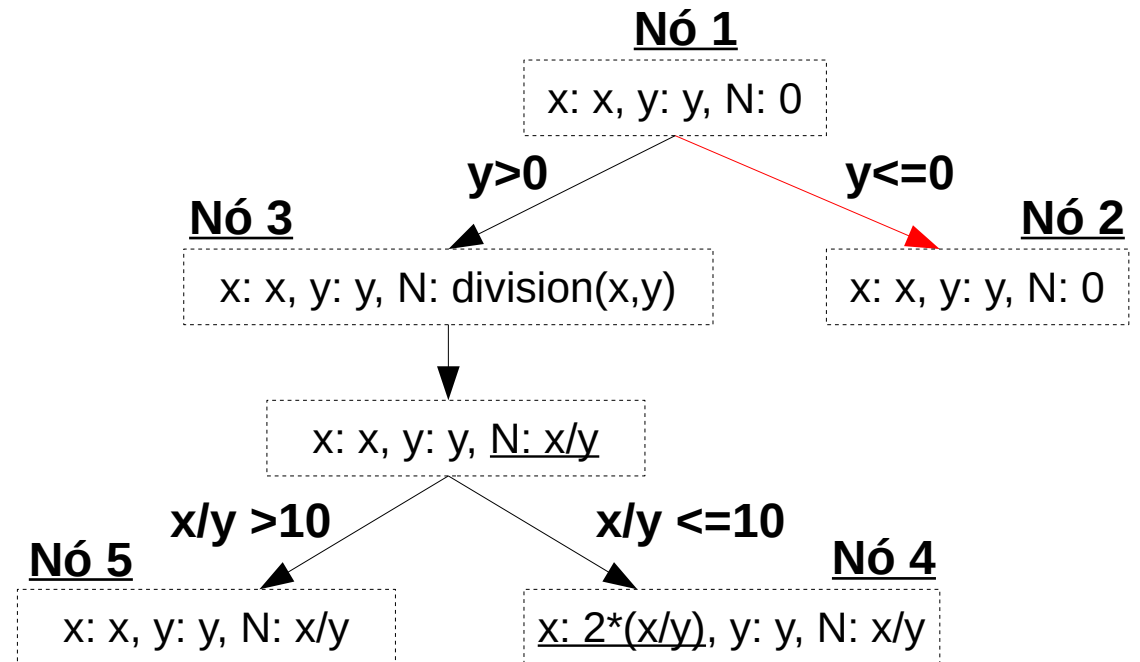 Nó 1
x: x, y: y, N: 0
y>0
y<=0
Nó 3
Nó 2
x: x, y: y, N: division(x,y)
x: x, y: y, N: 0
x: x, y: y, N: x/y
x/y >10
x/y <=10
Nó 5
Nó 4
x: x, y: y, N: x/y
x: 2*(x/y), y: y, N: x/y